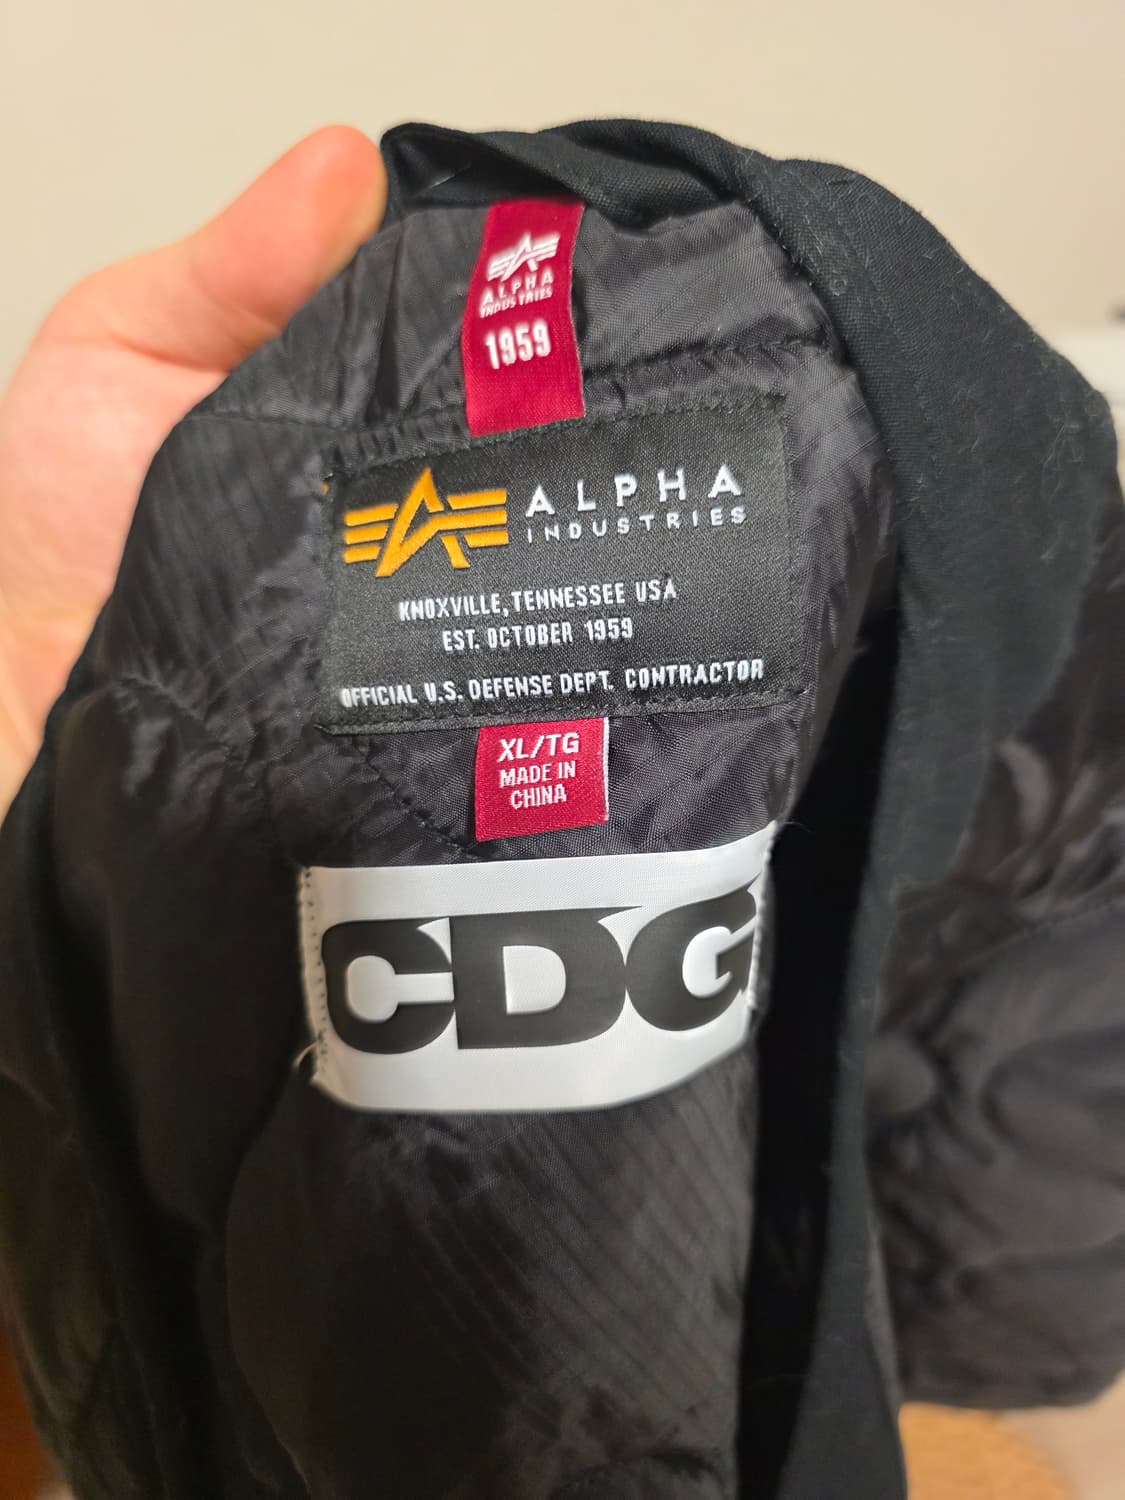 ALPHA
INDUSTRIES
1959
ALPHA
INDUSTRIES
KNOXVILLE, TENNESSEE USA
EST. OCTOBER 1959
OFFICIAL U.S. DEFENSE DEPT. CONTRACTOR
XL/TG
MADE IN
CHINA
CDG